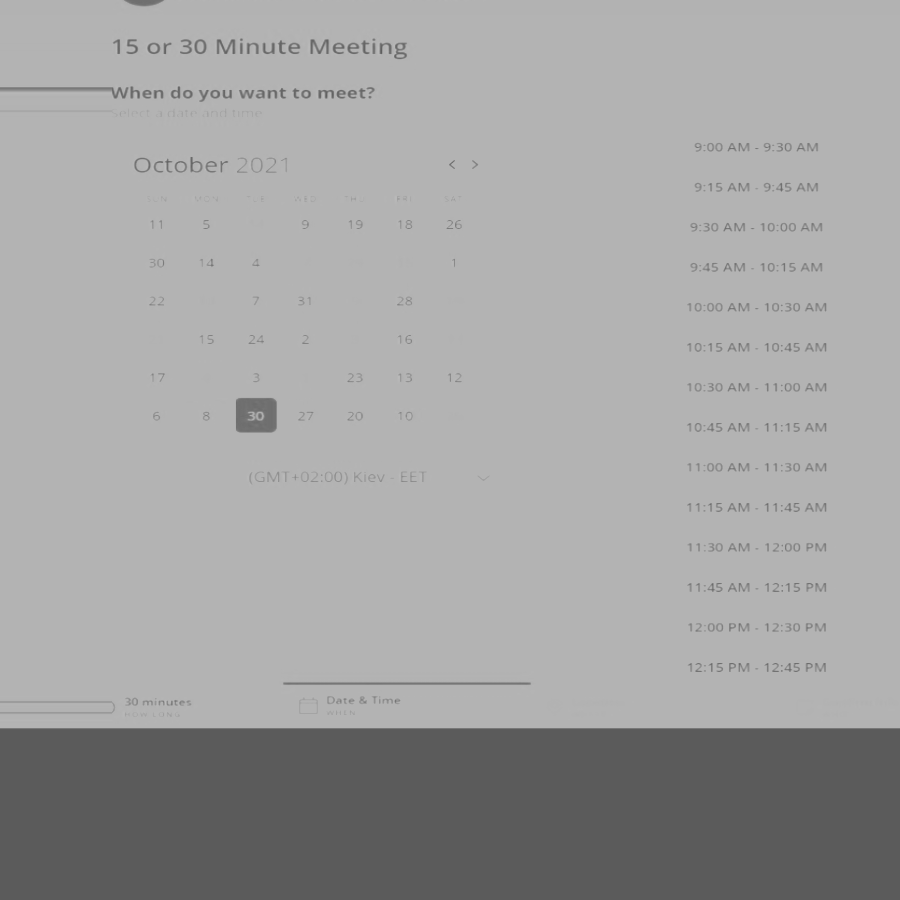 15 or 30 Minute Meeting
When do you want to meet?
Select a date and time
October 2021
SUN MON TUE WED THU FRI SAT
11 5 9 19 18 26
30 14 4 1
22 7 31 28
15 24 2 16
17 3 23 13 12
6 8 30 27 20 10
(GMT+02:00) Kiev - EET
9:00 AM - 9:30 AM
9:15 AM - 9:45 AM
9:30 AM - 10:00 AM
9:45 AM - 10:15 AM
10:00 AM - 10:30 AM
10:15 AM - 10:45 AM
10:30 AM - 11:00 AM
10:45 AM - 11:15 AM
11:00 AM - 11:30 AM
11:15 AM - 11:45 AM
11:30 AM - 12:00 PM
11:45 AM - 12:15 PM
12:00 PM - 12:30 PM
12:15 PM - 12:45 PM
30 minutes
HOW LONG
Date & Time
WHEN